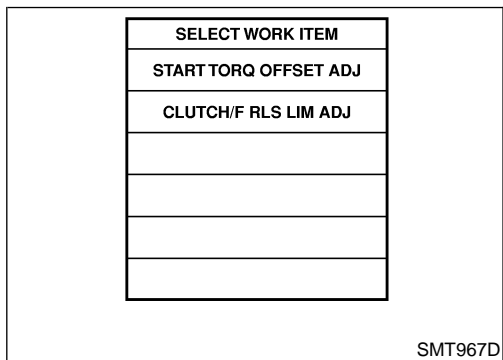 SELECT WORK ITEM
START TORQ OFFSET ADJ
CLUTCH/F RLS LIM ADJ
SMT967D